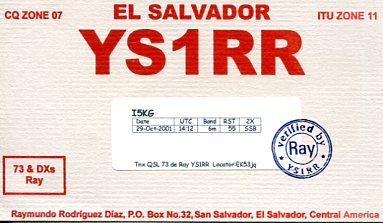 CQ ZONE 07
EL SALVADOR
ITU ZONE 11
YS1RR
I5KG
Date UTC Band RST 2X
29-Oct-2001 14:12 6m 55 SSB
Tnx QSL 73 de Ray YS1RR Locator:EK53jq
verified by
Ray
YS1RR
73 & DXs
Ray
Raymundo Rodríguez Díaz, P.O. Box No.32, San Salvador, El Salvador, Central America